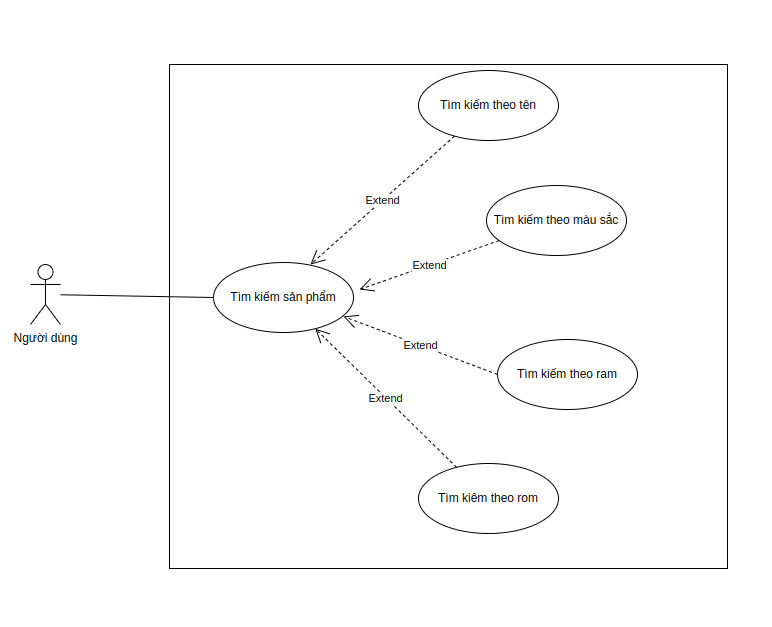 Tìm kiếm theo tên
Extend
Tìm kiếm theo màu sắc
Extend
Tìm kiếm sản phẩm
Người dùng
Extend
Tìm kiếm theo ram
Extend
Tìm kiêm theo rom